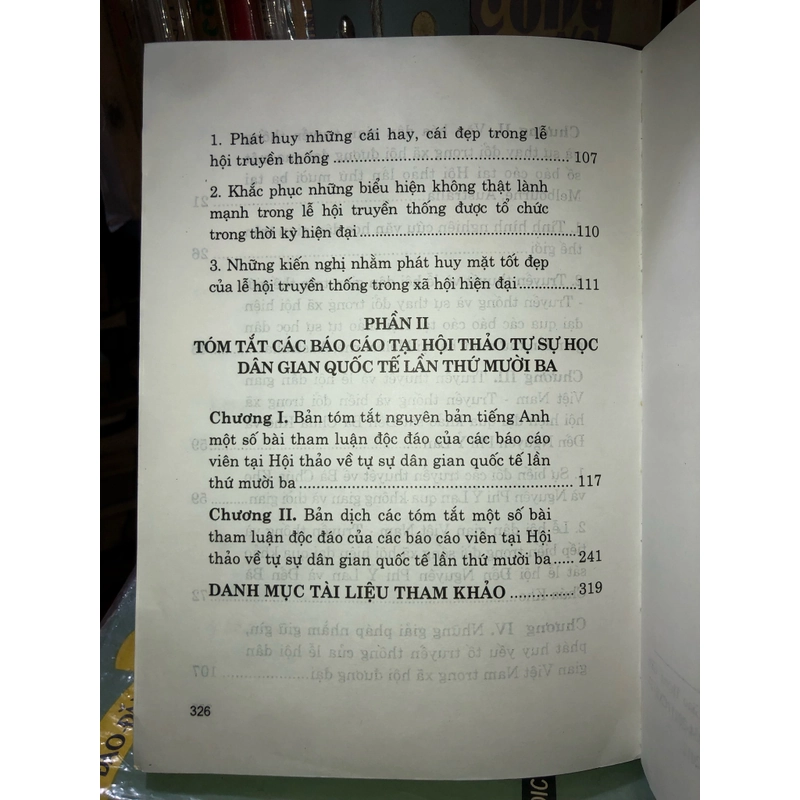 1. Phát huy những cái hay, cái đẹp trong lễ
hội truyền thống ........................................ 107
2. Khắc phục những biểu hiện không thật lành
mạnh trong lễ hội truyền thống được tổ chức
trong thời kỳ hiện đại ................................... 110
3. Những kiến nghị nhằm phát huy mặt tốt đẹp
của lễ hội truyền thống trong xã hội hiện đại .............. 111
PHẦN II
TÓM TẮT CÁC BÁO CÁO TẠI HỘI THẢO TỰ SỰ HỌC
DÂN GIAN QUỐC TẾ LẦN THỨ MƯỜI BA
Chương I. Bản tóm tắt nguyên bản tiếng Anh
một số bài tham luận độc đáo của các báo cáo
viên tại Hội thảo về tự sự dân gian quốc tế lần
thứ mười ba .............................................. 117
Chương II. Bản dịch các tóm tắt một số bài
tham luận độc đáo của các báo cáo viên tại Hội
thảo về tự sự dân gian quốc tế lần thứ mười ba ..... 241
DANH MỤC TÀI LIỆU THAM KHẢO ............... 319
326